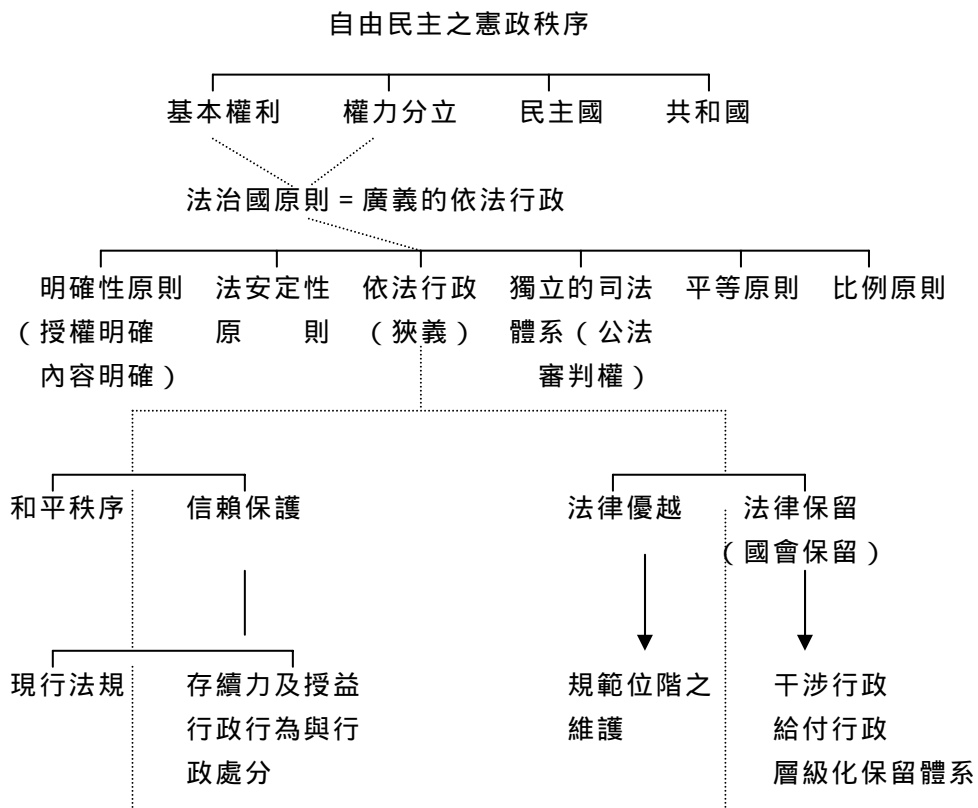 自由民主之憲政秩序
基本權利 權力分立 民主國 共和國
法治國原則=廣義的依法行政
明確性原則 法安定性 依法行政 獨立的司法 平等原則 比例原則
(授權明確 原 則 (狹義) 體系(公法
內容明確) 審判權)
和平秩序 信賴保護 法律優越 法律保留
(國會保留)
現行法規 存續力及授益 規範位階之 干涉行政
行政行為與行 維護 給付行政
政處分 層級化保留體系